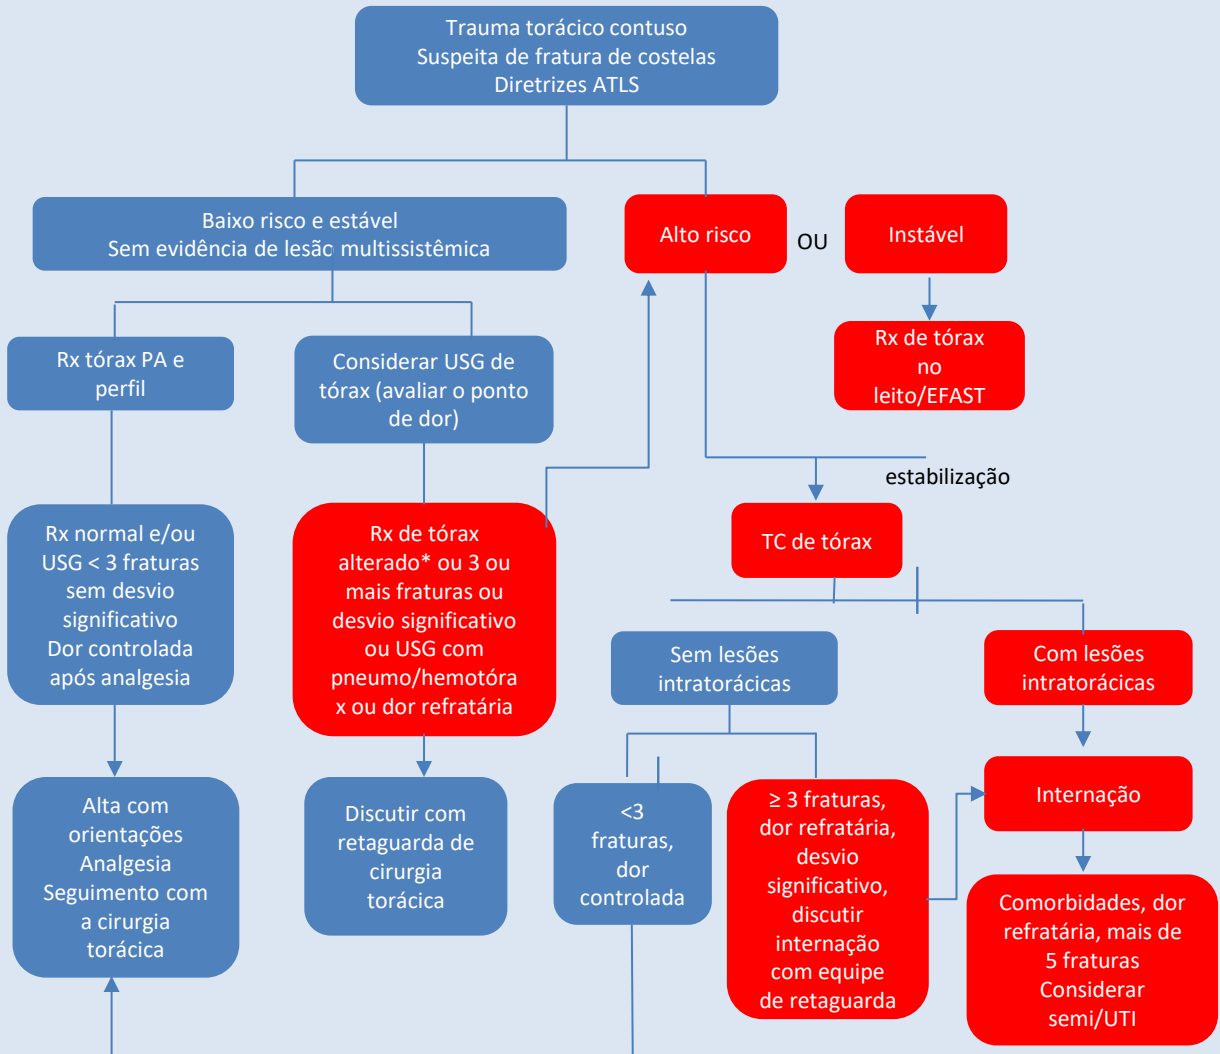 Trauma torácico contuso
Suspeita de fratura de costelas
Diretrizes ATLS
Baixo risco e estável
Sem evidência de lesão multissistêmica
Alto risco
OU
Instável
Rx tórax PA e
perfil
Considerar USG de
tórax (avaliar o ponto
de dor)
Rx de tórax
no
leito/EFAST
estabilização
Rx normal e/ou
USG < 3 fraturas
sem desvio
significativo
Dor controlada
após analgesia
Rx de tórax
alterado* ou 3 ou
mais fraturas ou
desvio significativo
ou USG com
pneumo/hemotóra
x ou dor refratária
TC de tórax
Sem lesões
intratorácicas
Com lesões
intratorácicas
Alta com
orientações
Analgesia
Seguimento com
a cirurgia
torácica
Discutir com
retaguarda de
cirurgia
torácica
<3
fraturas,
dor
controlada
≥ 3 fraturas,
dor refratária,
desvio
significativo,
discutir
internação
com equipe
de retaguarda
Internação
Comorbidades, dor
refratária, mais de
5 fraturas
Considerar
semi/UTI